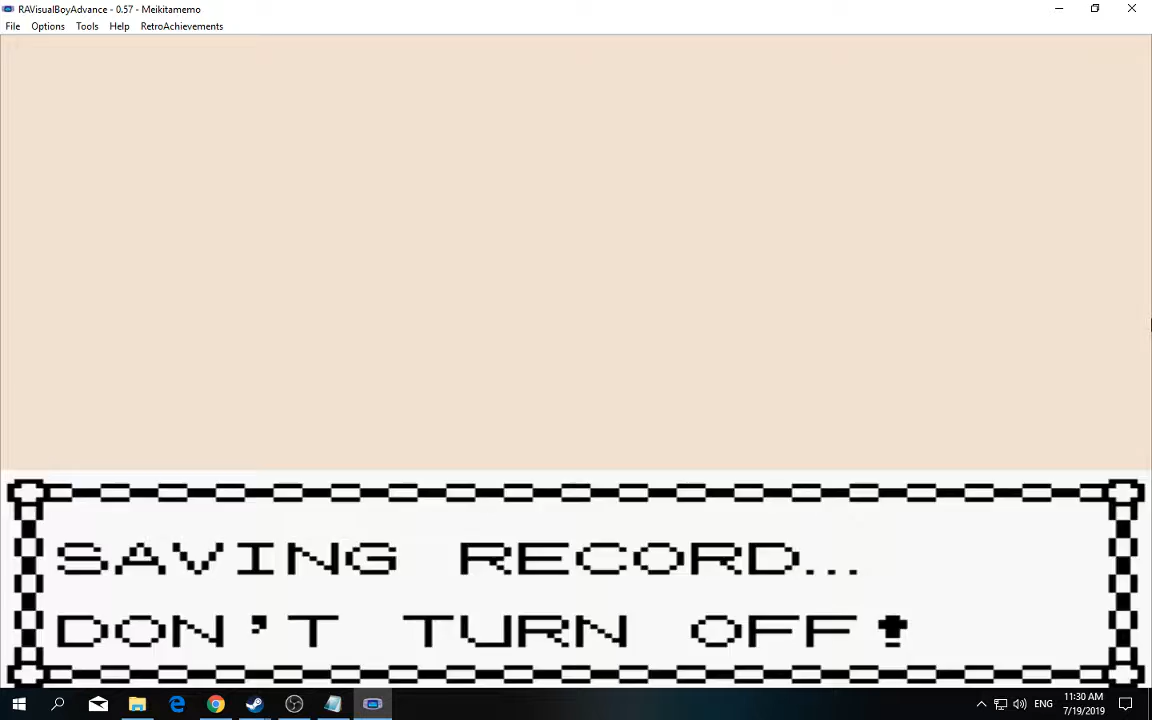 RAVisualBoyAdvance - 0.57 - Meikitamemo
File Options Tools Help RetroAchievements
SAVING RECORD...
DON'T TURN OFF!
ENG
11:30 AM
7/19/2019